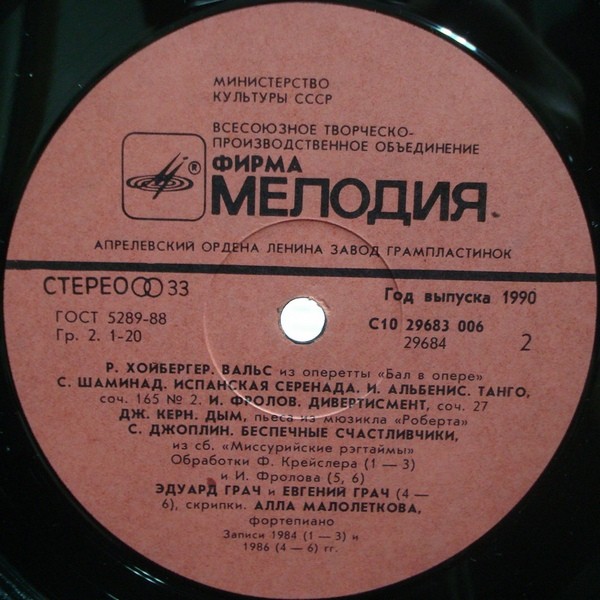 МИНИСТЕРСТВО
КУЛЬТУРЫ СССР
ВСЕСОЮЗНОЕ ТВОРЧЕСКО-
ПРОИЗВОДСТВЕННОЕ ОБЪЕДИНЕНИЕ
®
ФИРМА
МЕЛОДИЯ
АПРЕЛЕВСКИЙ ОРДЕНА ЛЕНИНА ЗАВОД ГРАМПЛАСТИНОК
СТЕРЕО 33
Год выпуска 1990
ГОСТ 5289-88
С10 29683 006
Гр. 2. 1-20
29684
2
Р. ХОЙБЕРГЕР. ВАЛЬС из оперетты «Бал в опере»
С. ШАМИНАД. ИСПАНСКАЯ СЕРЕНАДА. И. АЛЬБЕНИС. ТАНГО,
соч. 165 № 2. И. ФРОЛОВ. ДИВЕРТИСМЕНТ, соч. 27
ДЖ. КЕРН. ДЫМ, пьеса из мюзикла «Роберта»
С. ДЖОПЛИН. БЕСПЕЧНЫЕ СЧАСТЛИВЧИКИ,
из сб. «Миссурийские рэгтаймы»
Обработки Ф. Крейслера (1 — 3)
и И. Фролова (5, 6)
ЭДУАРД ГРАЧ и ЕВГЕНИЙ ГРАЧ (4 —
6), скрипки. АЛЛА МАЛОЛЕТКОВА,
фортепиано
Записи 1984 (1 — 3) и
1986 (4 — 6) гг.